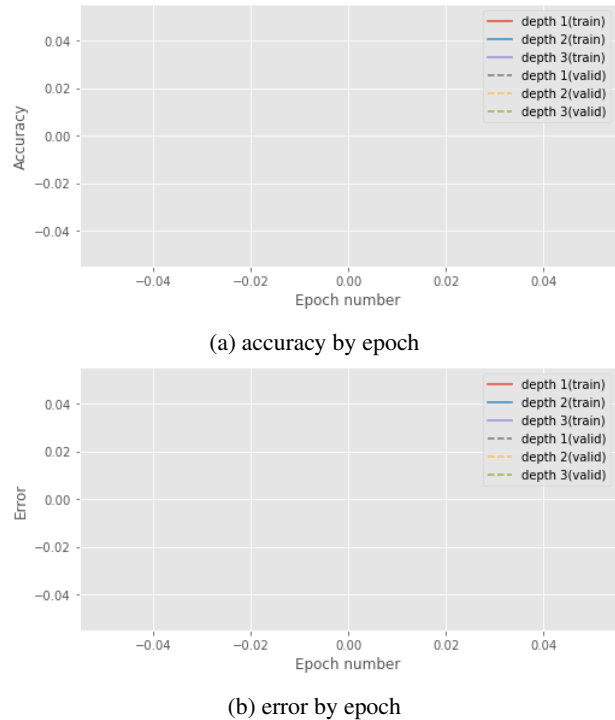 0.04
0.02
0.00
−0.02
−0.04
Accuracy
depth 1(train)
depth 2(train)
depth 3(train)
depth 1(valid)
depth 2(valid)
depth 3(valid)
−0.04 −0.02 0.00 0.02 0.04
Epoch number
(a) accuracy by epoch
0.04
0.02
0.00
−0.02
−0.04
Error
depth 1(train)
depth 2(train)
depth 3(train)
depth 1(valid)
depth 2(valid)
depth 3(valid)
−0.04 −0.02 0.00 0.02 0.04
Epoch number
(b) error by epoch